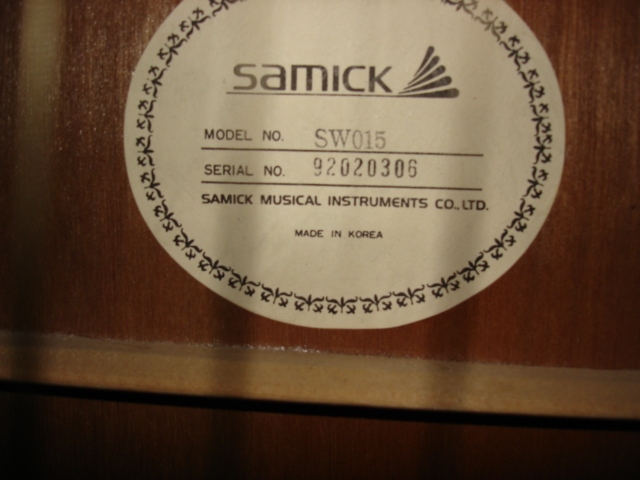 SAMICK
MODEL NO. SW015
SERIAL NO. 92020306
SAMICK MUSICAL INSTRUMENTS CO., LTD.
MADE IN KOREA